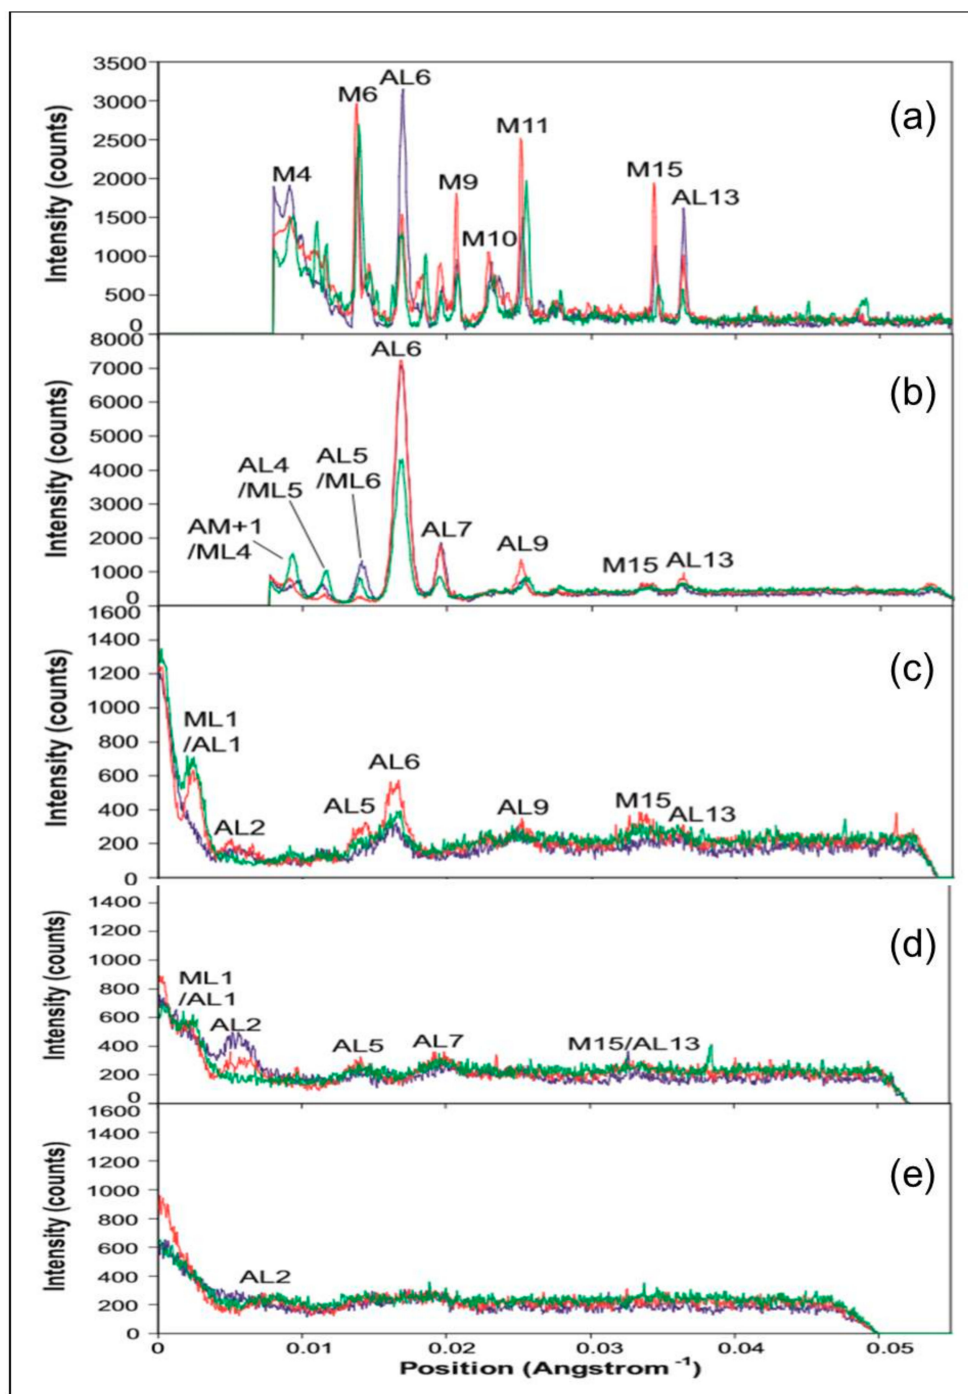 3500
3000
2500
2000
1500
1000
500
0
Intensity (counts)
M4
M6
AL6
M9
M10
M11
M15
AL13
(a)
8000
7000
6000
5000
4000
3000
2000
1000
0
Intensity (counts)
AM+1
/ML4
AL4
/ML5
AL5
/ML6
AL6
AL7
AL9
M15
AL13
(b)
1600
1400
1200
1000
800
600
400
200
0
Intensity (counts)
ML1
/AL1
AL2
AL5
AL6
AL9
M15
AL13
(c)
1400
1200
1000
800
600
400
200
0
Intensity (counts)
ML1
/AL1
AL2
AL5
AL7
M15/AL13
(d)
1600
1400
1200
1000
800
600
400
200
0
Intensity (counts)
AL2
(e)
0
0.01
0.02
0.03
0.04
0.05
Position (Angstrom -1)